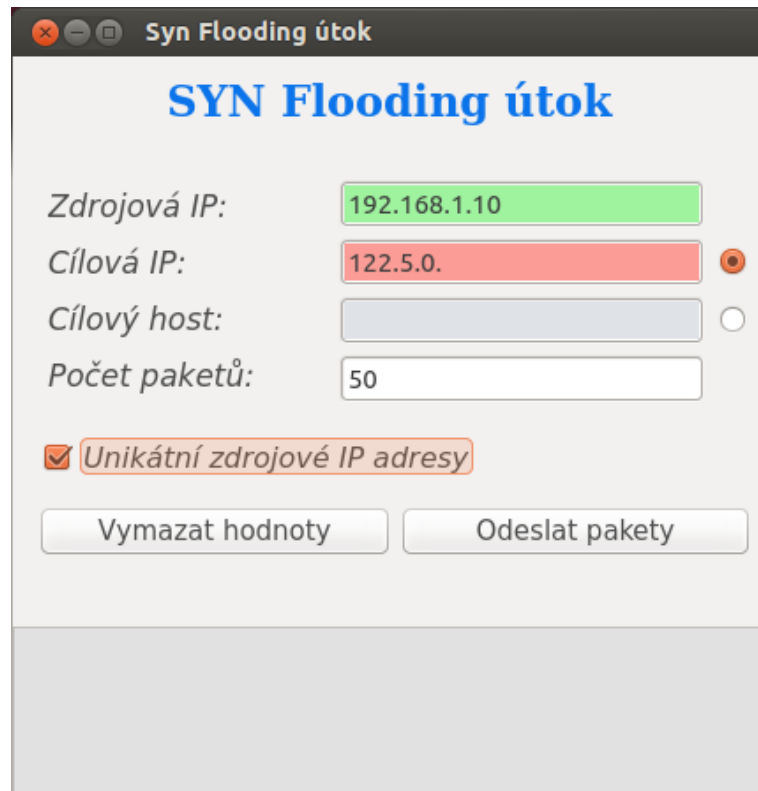 Syn Flooding útok
SYN Flooding útok
Zdrojová IP: 192.168.1.10
Cílová IP: 122.5.0.
Cílový host:
Počet paketů: 50
Unikátní zdrojové IP adresy
Vymazat hodnoty Odeslat pakety